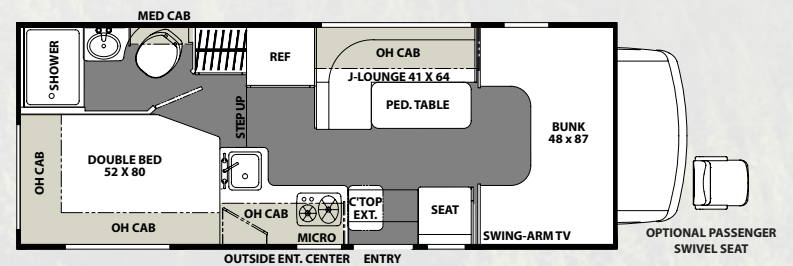 MED CAB
SHOWER
REF
OH CAB
J-LOUNGE 41 X 64
PED. TABLE
BUNK
48 x 87
STEP UP
OH CAB
DOUBLE BED
52 X 80
OH CAB
OH CAB
MICRO
C'TOP
EXT.
SEAT
SWING-ARM TV
OUTSIDE ENT. CENTER
ENTRY
OPTIONAL PASSENGER
SWIVEL SEAT